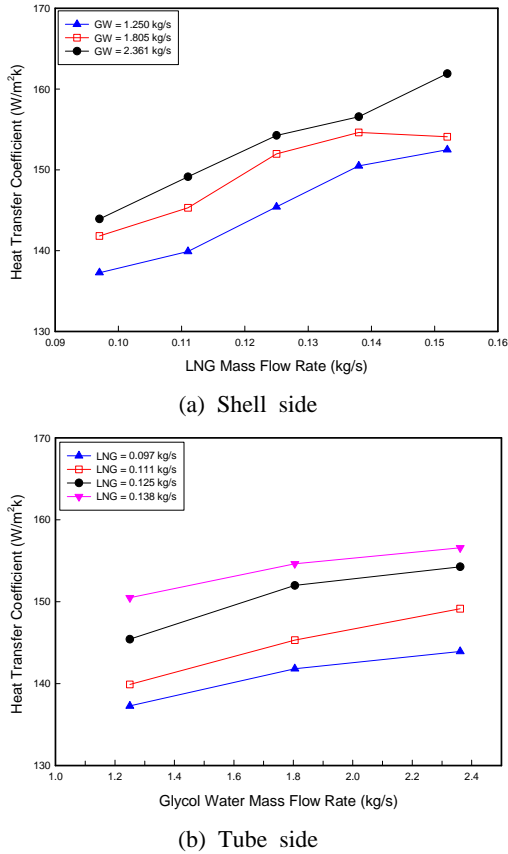 170
GW = 1.250 kg/s
GW = 1.805 kg/s
GW = 2.361 kg/s
160
150
140
130
Heat Transfer Coefficient (W/m²k)
0.09 0.10 0.11 0.12 0.13 0.14 0.15 0.16
LNG Mass Flow Rate (kg/s)
(a) Shell side
170
LNG = 0.097 kg/s
LNG = 0.111 kg/s
LNG = 0.125 kg/s
LNG = 0.138 kg/s
160
150
140
130
Heat Transfer Coefficient (W/m²k)
1.0 1.2 1.4 1.6 1.8 2.0 2.2 2.4
Glycol Water Mass Flow Rate (kg/s)
(b) Tube side